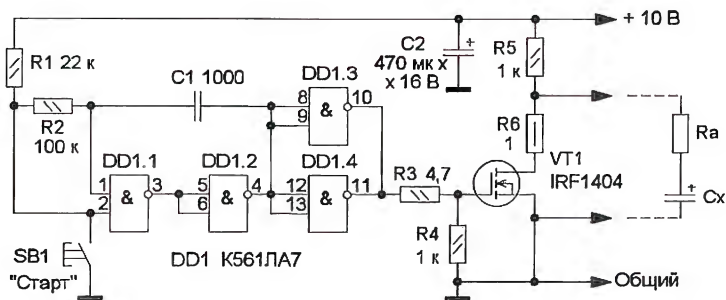 + 10 В
R1 22 к
C1 1000
C2
470 мк х
х 16 В
R5
1 к
R2
100 к
DD1.3
8
9
&
10
R6
1
Ra
DD1.1
DD1.2
DD1.4
VT1
IRF1404
R3 4,7
1
2
&
3
5
6
&
4
12
13
&
11
Cx
R4
1 к
SB1
"Старт"
DD1 К561ЛА7
Общий
+
+